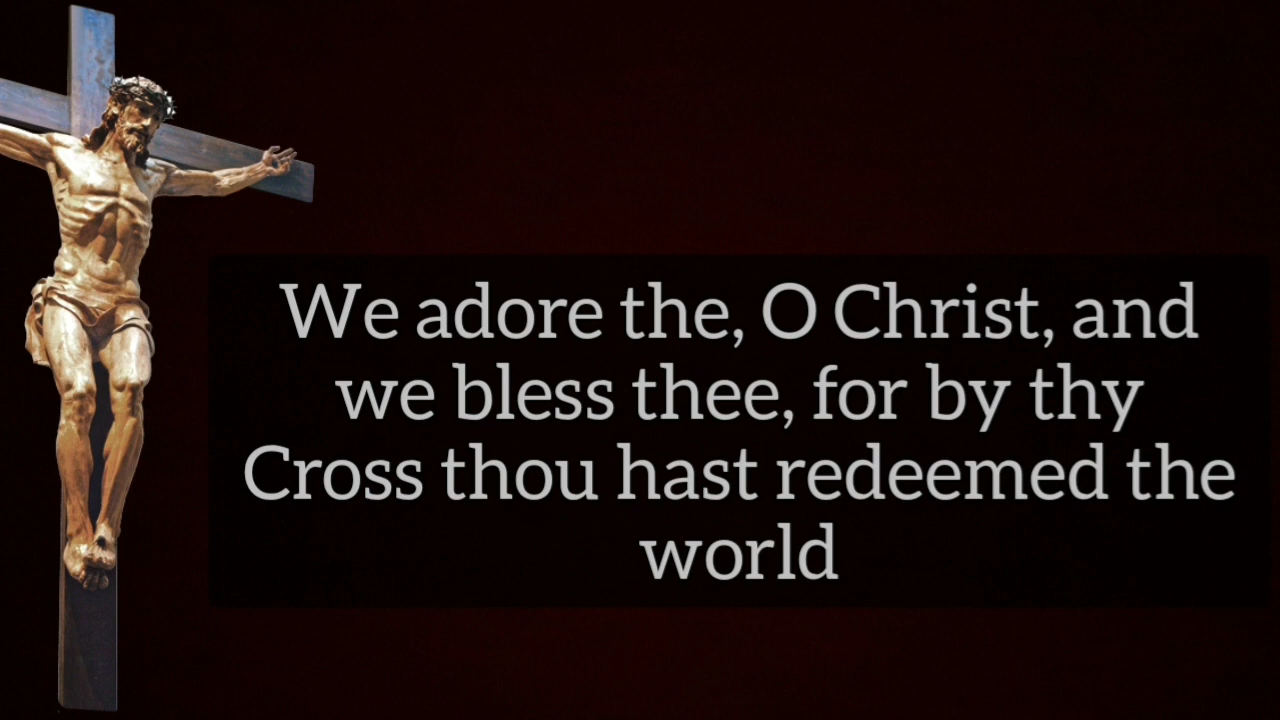 We adore the, O Christ, and
we bless thee, for by thy
Cross thou hast redeemed the
world